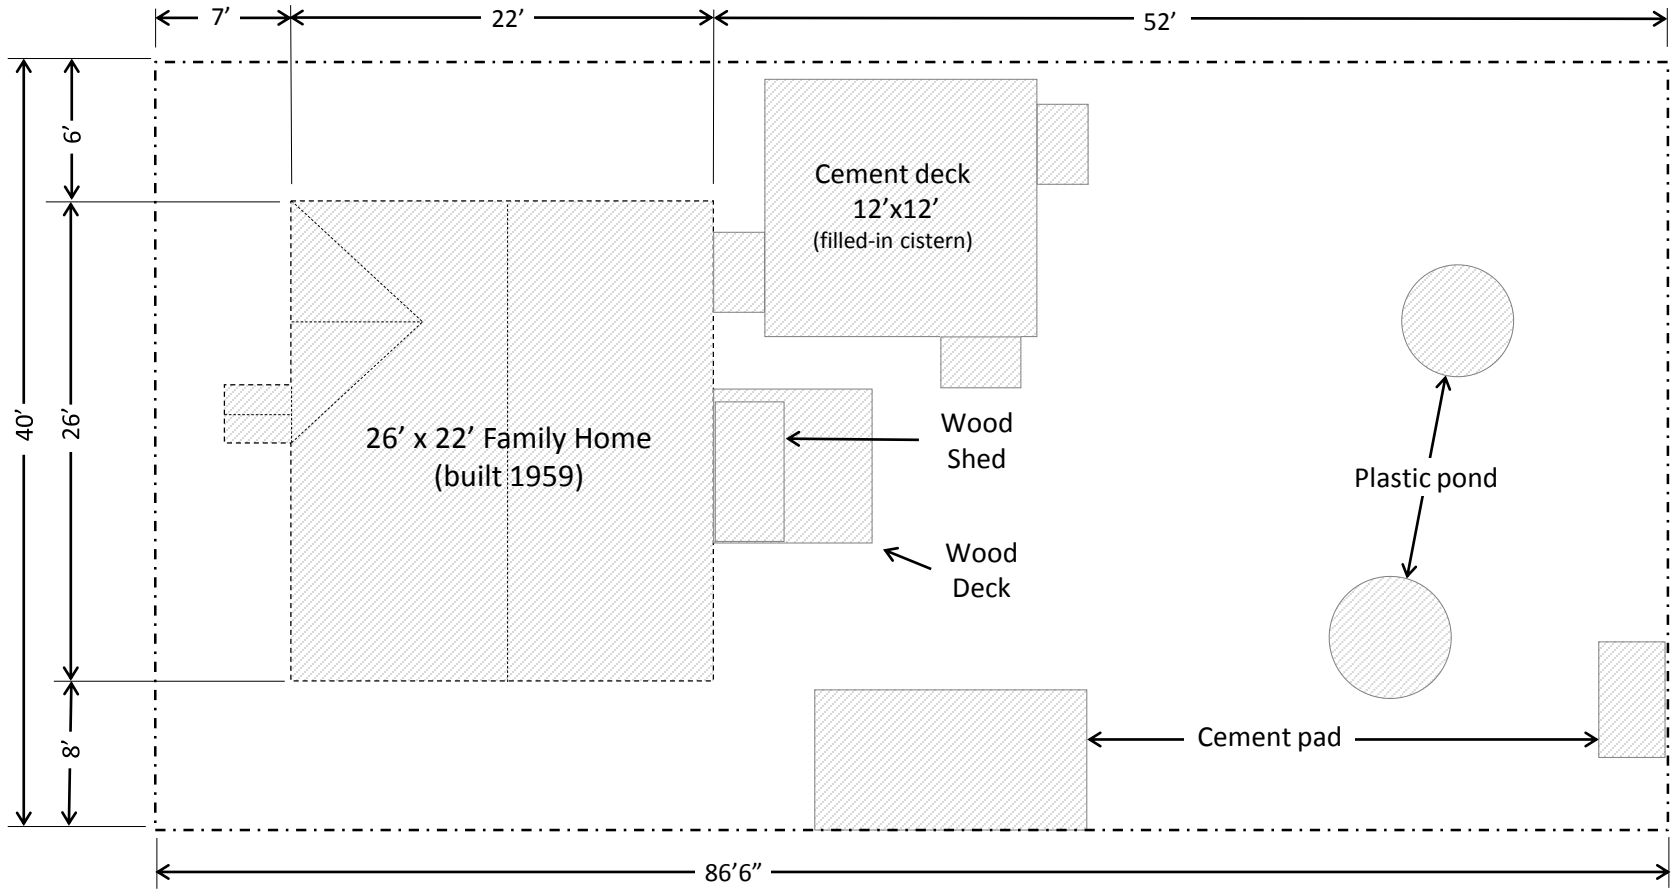 7’
22’
52’
6’
Cement deck
12’x12’
(filled-in cistern)
40’
26’
26’ x 22’ Family Home
(built 1959)
Wood
Shed
Plastic pond
Wood
Deck
8’
Cement pad
86’6”